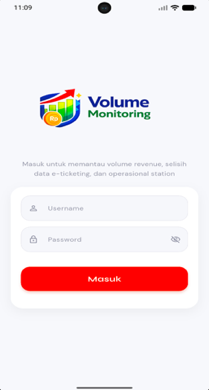 11:09
Rp
Volume
Monitoring
Masuk untuk memantau volume revenue, selisih
data e-ticketing, dan operasional station
Username
Password
Masuk